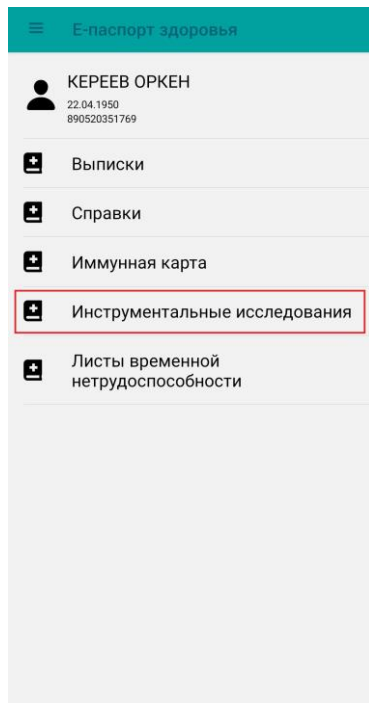 Е-паспорт здоровья
КЕРЕЕВ ОРКЕН
22.04.1950
890520351769
Выписки
Справки
Иммунная карта
Инструментальные исследования
Листы временной
нетрудоспособности